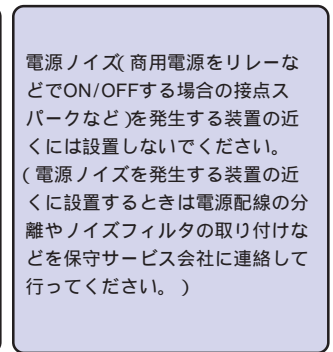 電源ノイズ(商用電源をリレーな
どでON/OFFする場合の接点ス
パークなど)を発生する装置の近
くには設置しないでください。
(電源ノイズを発生する装置の近
くに設置するときは電源配線の分
離やノイズフィルタの取り付けな
どを保守サービス会社に連絡して
行ってください。)